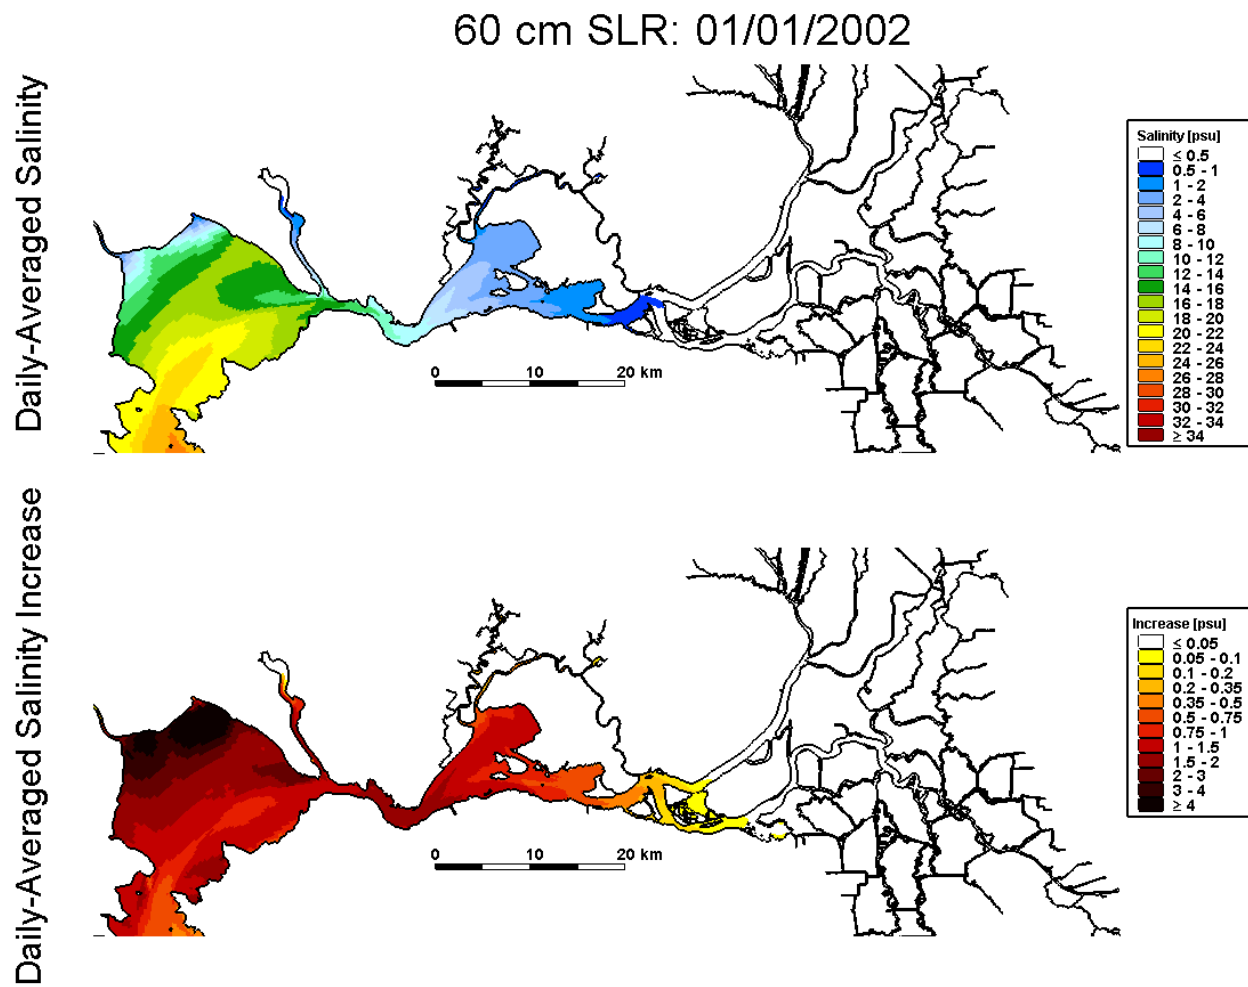 60 cm SLR: 01/01/2002
Daily-Averaged Salinity
0 10 20 km
Salinity [psu]
≤ 0.5
0.5 - 1
1 - 2
2 - 4
4 - 6
6 - 8
8 - 10
10 - 12
12 - 14
14 - 16
16 - 18
18 - 20
20 - 22
22 - 24
24 - 26
26 - 28
28 - 30
30 - 32
32 - 34
≥ 34
Daily-Averaged Salinity Increase
0 10 20 km
Increase [psu]
≤ 0.05
0.05 - 0.1
0.1 - 0.2
0.2 - 0.35
0.35 - 0.5
0.5 - 0.75
0.75 - 1
1 - 1.5
1.5 - 2
2 - 3
3 - 4
≥ 4